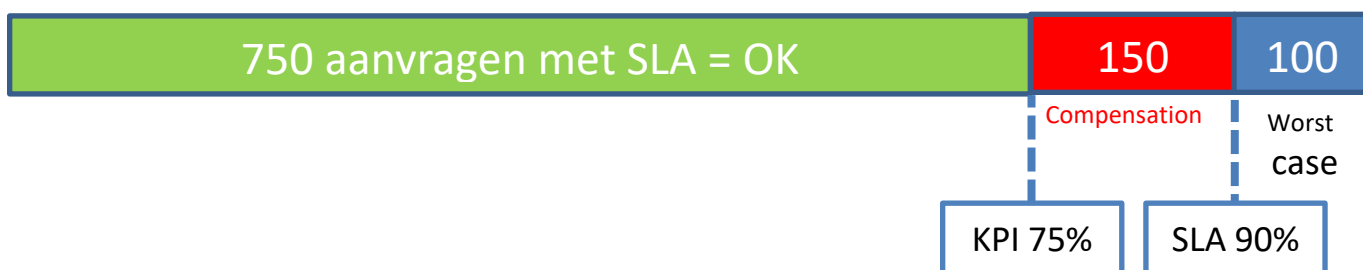 750 aanvragen met SLA = OK
150
100
Compensation
Worst
case
KPI 75%
SLA 90%